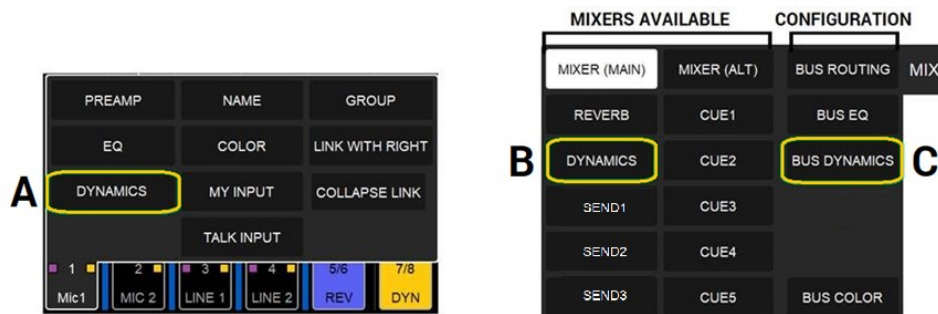 MIXERS AVAILABLE CONFIGURATION
MIXER (MAIN) MIXER (ALT) BUS ROUTING MIX
PREAMP NAME GROUP
REVERB CUE1 BUS EQ
EQ COLOR LINK WITH RIGHT
B DYNAMICS CUE2 BUS DYNAMICS C
A DYNAMICS MY INPUT COLLAPSE LINK
SEND1 CUE3
TALK INPUT
SEND2 CUE4
1 2 3 4 5/6 7/8
Mic1 MIC 2 LINE 1 LINE 2 REV DYN
SEND3 CUE5 BUS COLOR